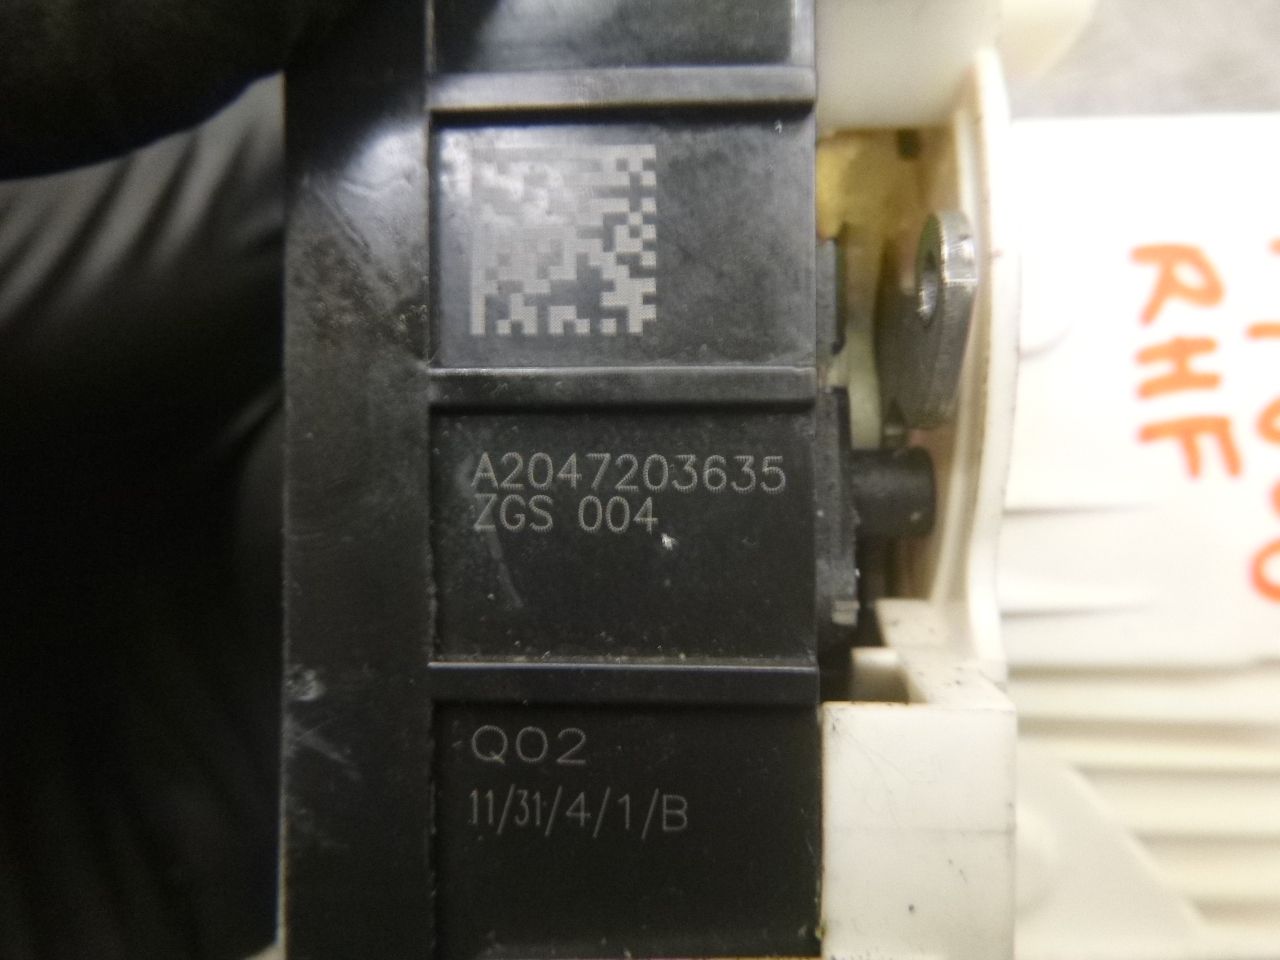 A2047203635
ZGS 004
Q02
11/31/4/1/B
RHF